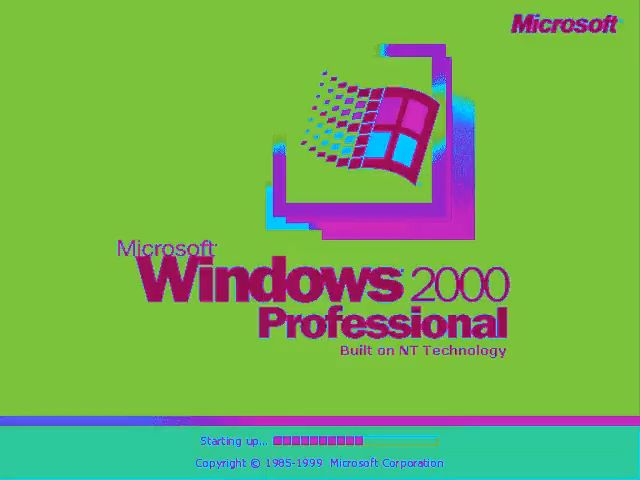 Microsoft
Microsoft
Windows 2000
Professional
Built on NT Technology
Starting up...
Copyright © 1985-1999 Microsoft Corporation